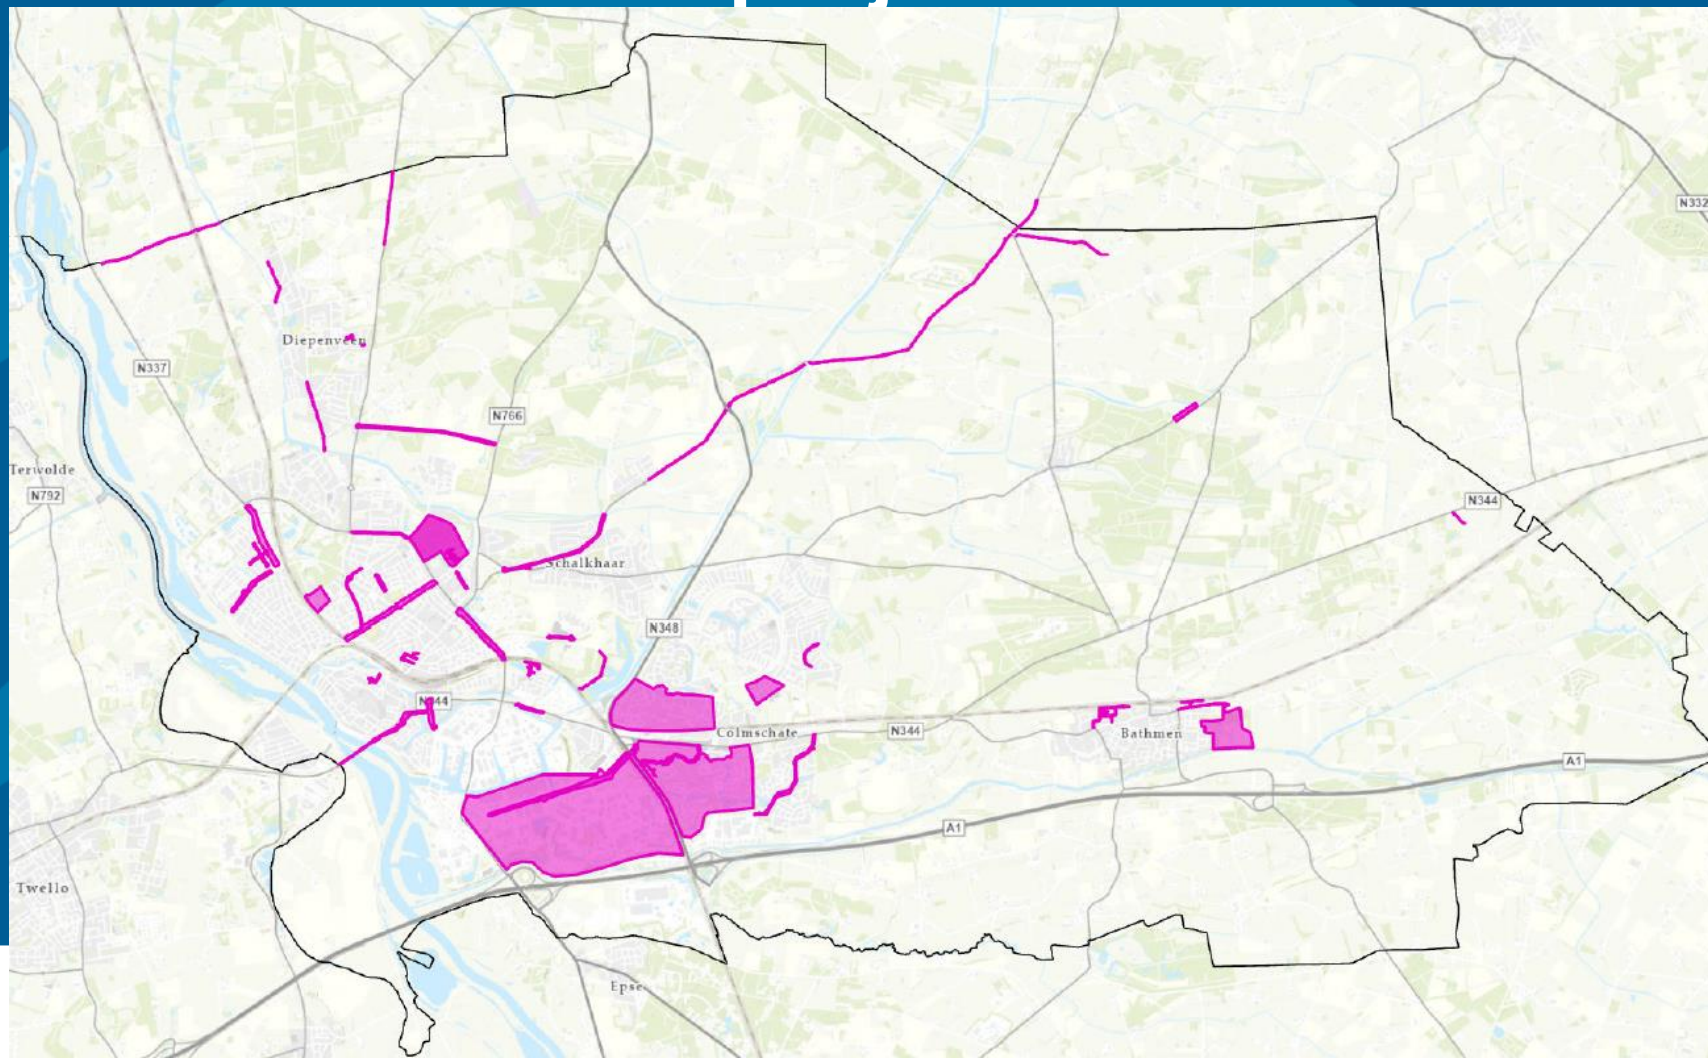 N332
Diepenveen
N337
N766
Terwolde
N792
N344
Schalkhaar
N348
N344
Colmschate
N344
Bathmen
A1
A1
Twello
Epse